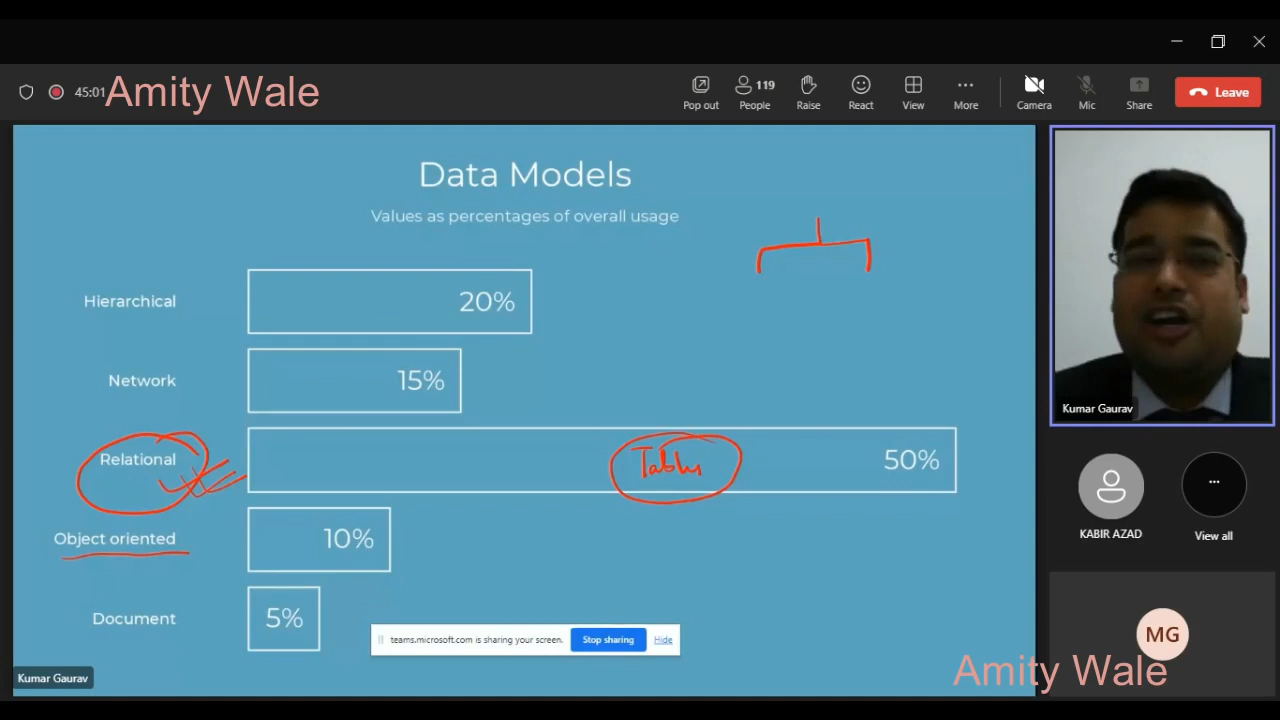 45:01
Amity Wale
Pop out
119
People
Raise
React
View
More
Camera
Mic
Share
Leave
Data Models
Values as percentages of overall usage
Hierarchical
20%
Network
15%
Relational
Tables
50%
Object oriented
10%
Document
5%
teams.microsoft.com is sharing your screen.
Stop sharing
Hide
Kumar Gaurav
Kumar Gaurav
KABIR AZAD
View all
MG
Amity Wale